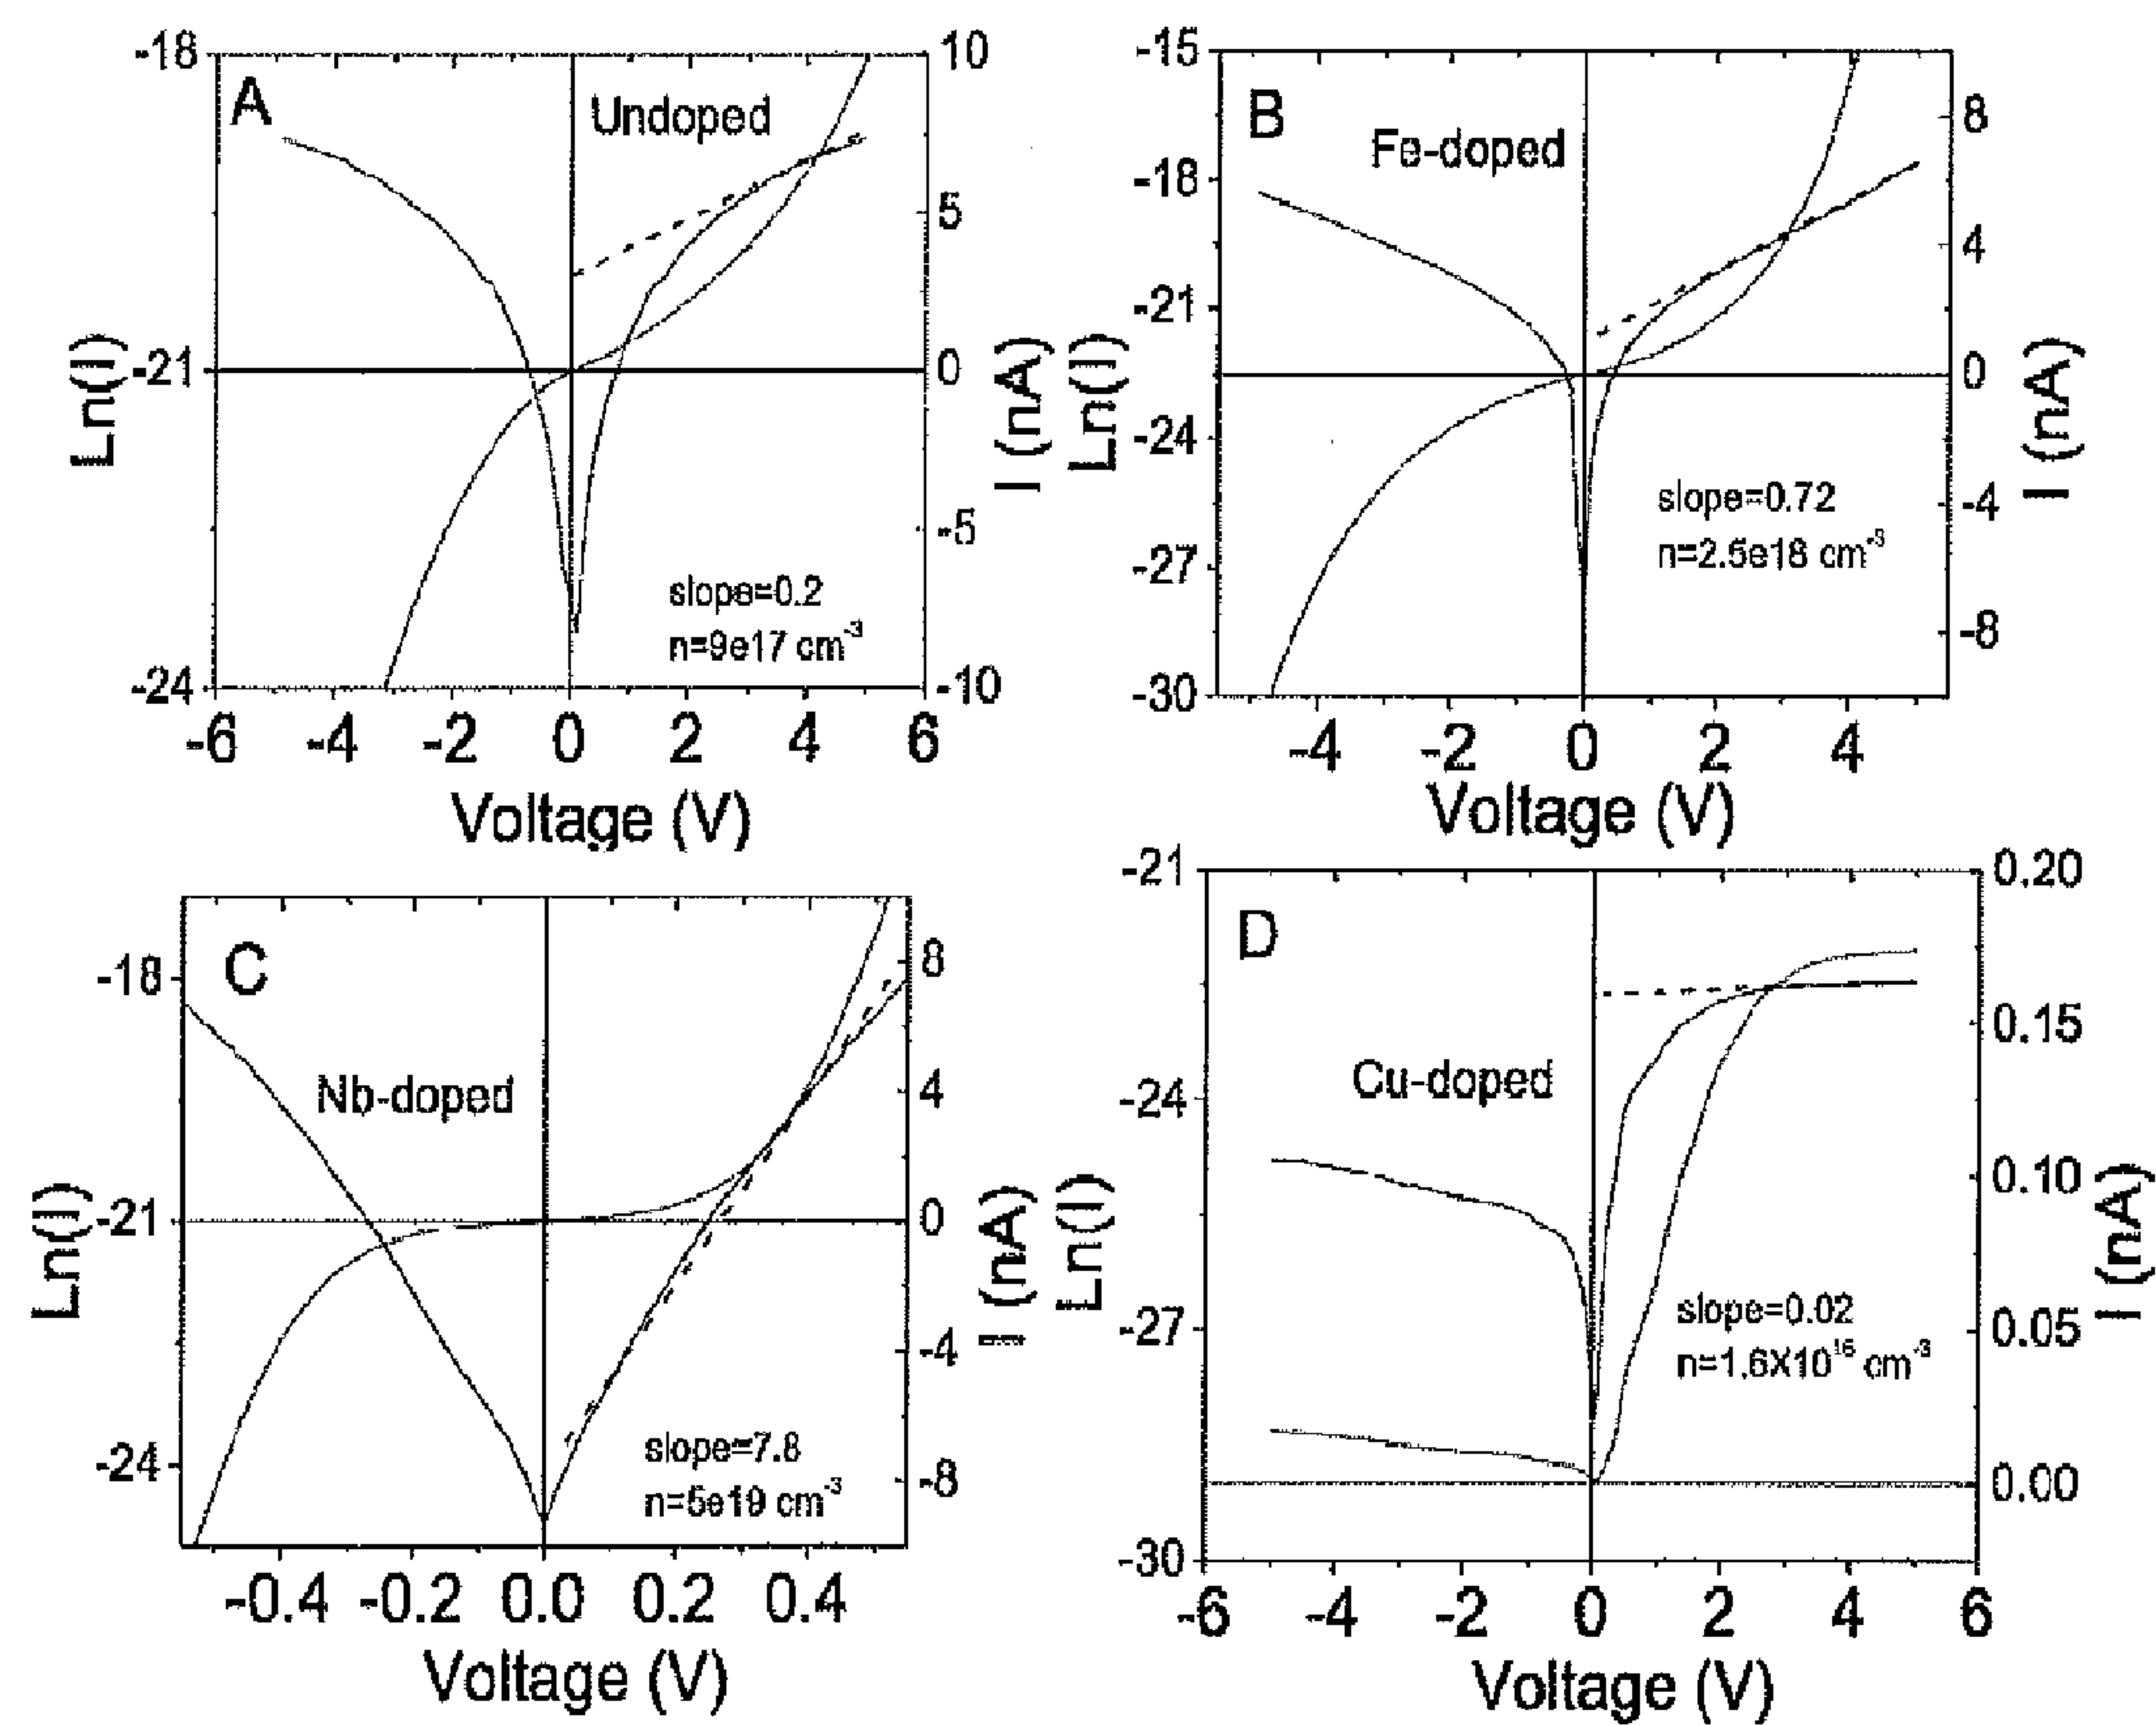 A
Undoped
-18
-21
-24
10
5
0
-5
-10
Ln(I)
I (nA)
slope=0.2
n=9e17 cm-3
-6 -4 -2 0 2 4 6
Voltage (V)
B
Fe-doped
-15
-18
-21
-24
-27
-30
8
4
0
-4
-8
Ln(I)
I (nA)
slope=0.72
n=2.5e18 cm-3
-4 -2 0 2 4
Voltage (V)
C
Nb-doped
-18
-21
-24
8
4
0
-4
-8
Ln(I)
I (nA)
slope=7.8
n=5e19 cm-3
-0.4 -0.2 0.0 0.2 0.4
Voltage (V)
D
Cu-doped
-21
-24
-27
-30
0.20
0.15
0.10
0.05
0.00
Ln(I)
I (nA)
slope=0.02
n=1.6X1016 cm-3
-6 -4 -2 0 2 4 6
Voltage (V)